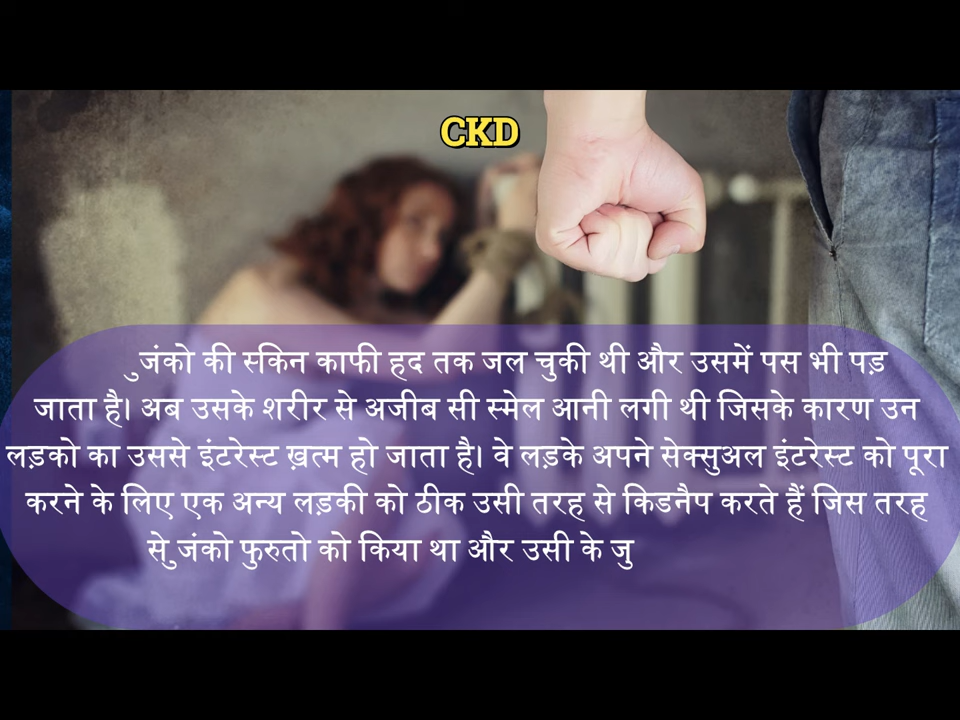 CKD
जुंको की स्किन काफी हद तक जल चुकी थी और उसमें पस भी पड़
जाता है। अब उसके शरीर से अजीब सी स्मेल आनी लगी थी जिसके कारण उन
लड़को का उससे इंटरेस्ट ख़त्म हो जाता है। वे लड़के अपने सेक्सुअल इंटरेस्ट को पूरा
करने के लिए एक अन्य लड़की को ठीक उसी तरह से किडनैप करते हैं जिस तरह
से जुंको फुरुतो को किया था और उसी के जु